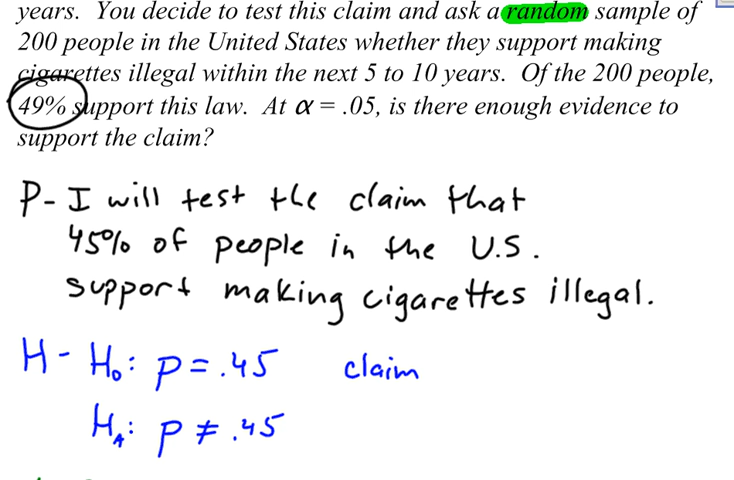 years. You decide to test this claim and ask a random sample of
200 people in the United States whether they support making
cigarettes illegal within the next 5 to 10 years. Of the 200 people,
49% support this law. At α = .05, is there enough evidence to
support the claim?
P- I will test the claim that
45% of people in the U.S.
support making cigarettes illegal.
H - H₀: p = .45 claim
Hₐ: p ≠ .45